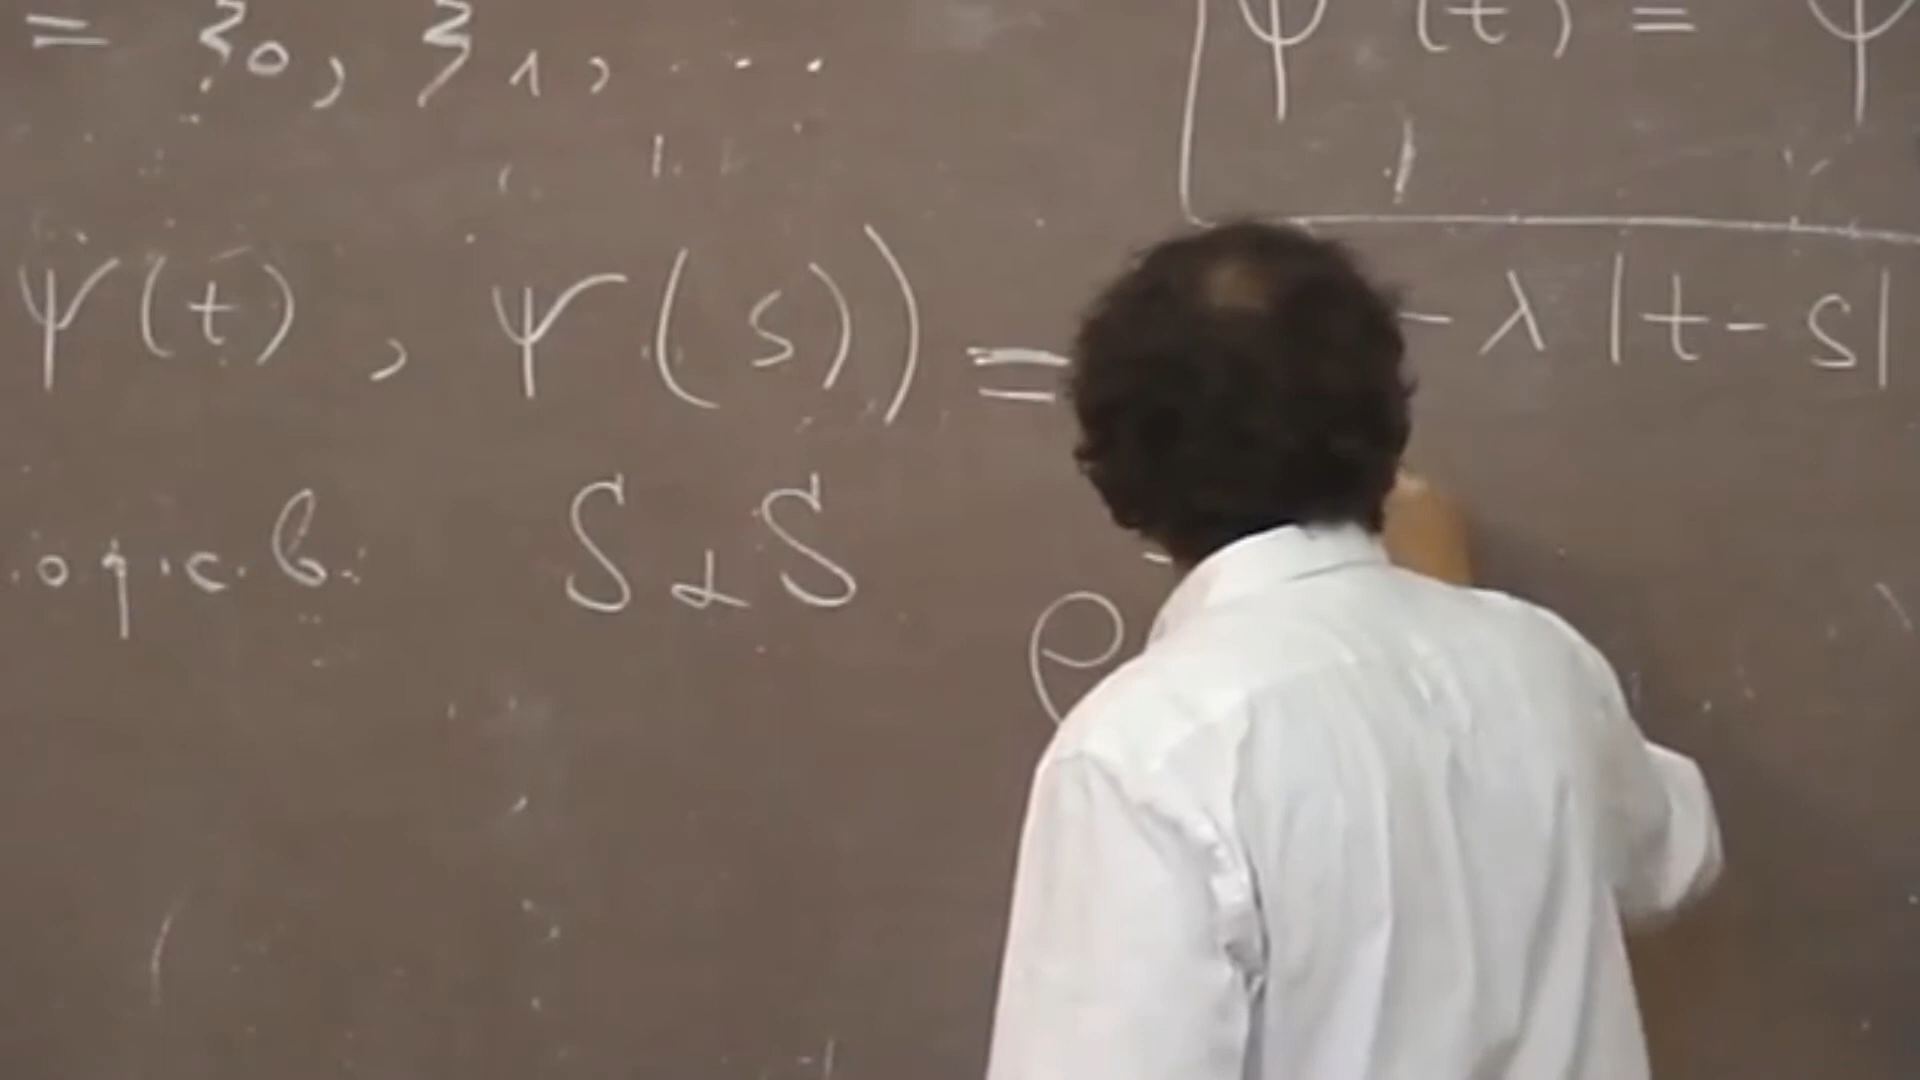 = ξ₀, ξ₁, ...
ψ (t) = ψ
ψ(t), ψ(s)) = - λ |t - s|
S α S
ρ